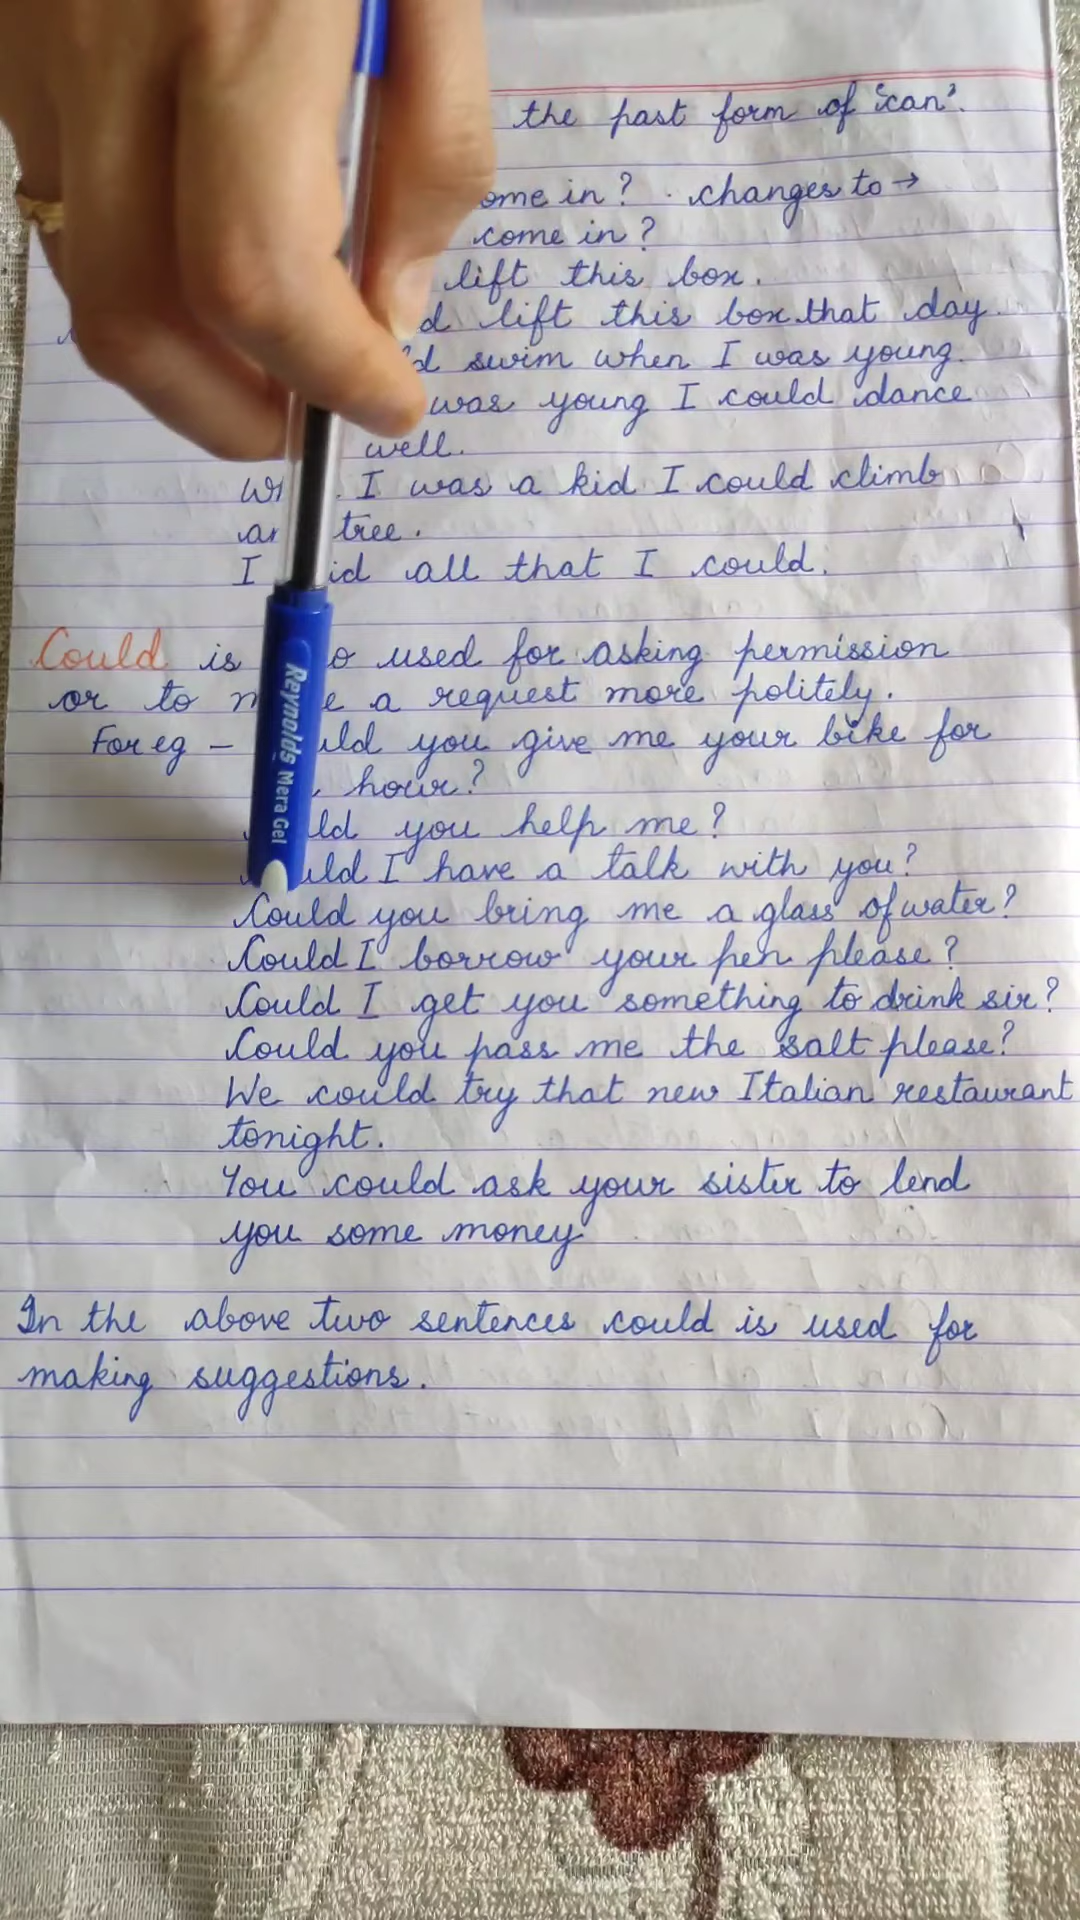 the past form of 'can'.
come in? changes to →
come in?
lift this box.
lift this box that day.
swim when I was young.
was young I could dance
well.
I was a kid I could climb
tree.
I all that I could.
Could is used for asking permission
or to a request more politely.
For eg - you give me your bike for
hour?
you help me?
I have a talk with you?
Could you bring me a glass of water?
Could I borrow your pen please?
Could I get you something to drink sir?
Could you pass me the salt please?
We could try that new Italian restaurant
tonight.
You could ask your sister to lend
you some money
In the above two sentences could is used for
making suggestions.
Reynolds Mera Gel